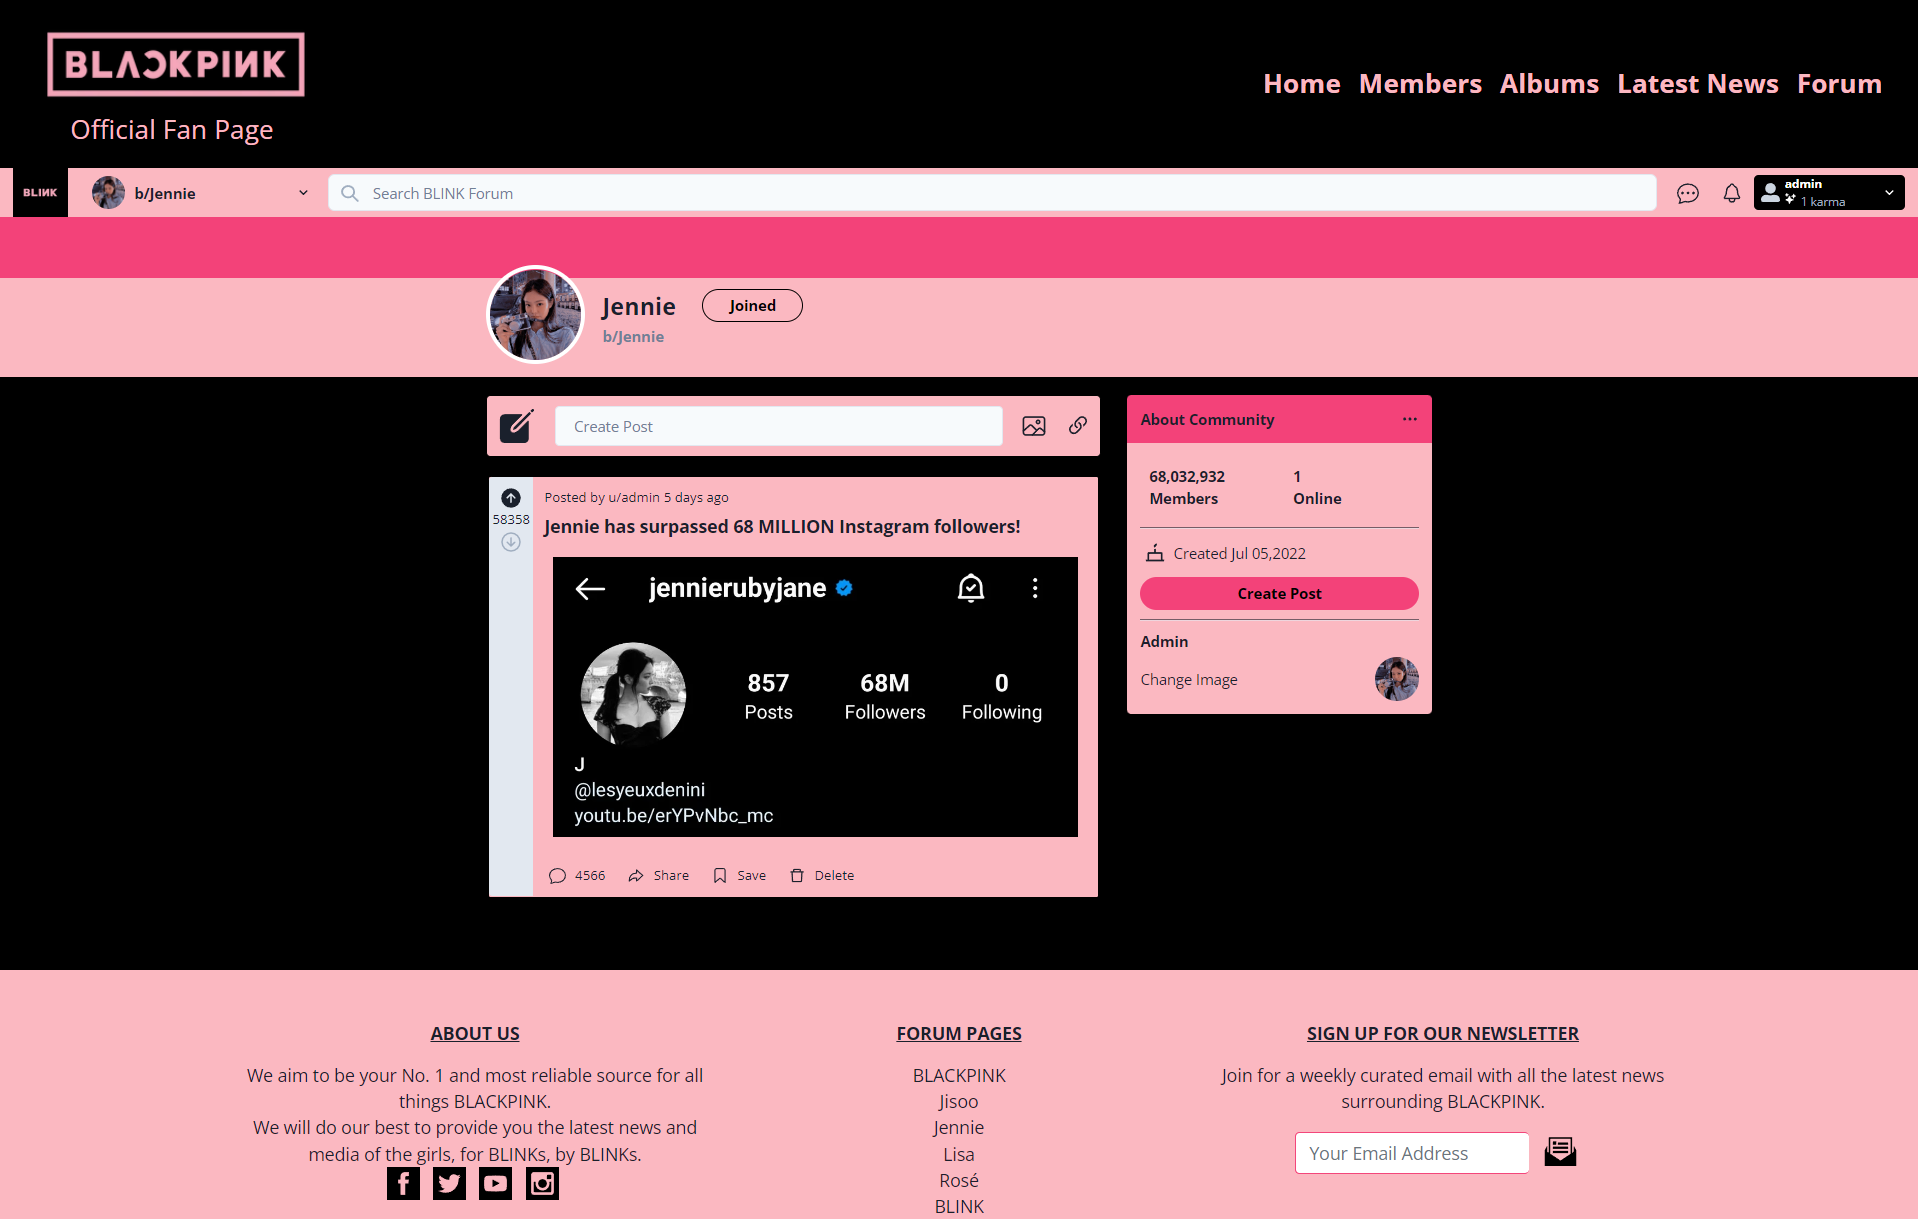 BLACKPINK
Official Fan Page
Home Members Albums Latest News Forum
BLINK
b/Jennie
Search BLINK Forum
admin
1 karma
Jennie
Joined
b/Jennie
Create Post
Posted by u/admin 5 days ago
58358
Jennie has surpassed 68 MILLION Instagram followers!
jennierubyjane
857 68M 0
Posts Followers Following
J
@lesyeuxdenini
youtu.be/erYPvNbc_mc
4566 Share Save Delete
About Community
68,032,932 1
Members Online
Created Jul 05,2022
Create Post
Admin
Change Image
ABOUT US
We aim to be your No. 1 and most reliable source for all
things BLACKPINK.
We will do our best to provide you the latest news and
media of the girls, for BLINKs, by BLINKs.
FORUM PAGES
BLACKPINK
Jisoo
Jennie
Lisa
Rosé
BLINK
SIGN UP FOR OUR NEWSLETTER
Join for a weekly curated email with all the latest news
surrounding BLACKPINK.
Your Email Address